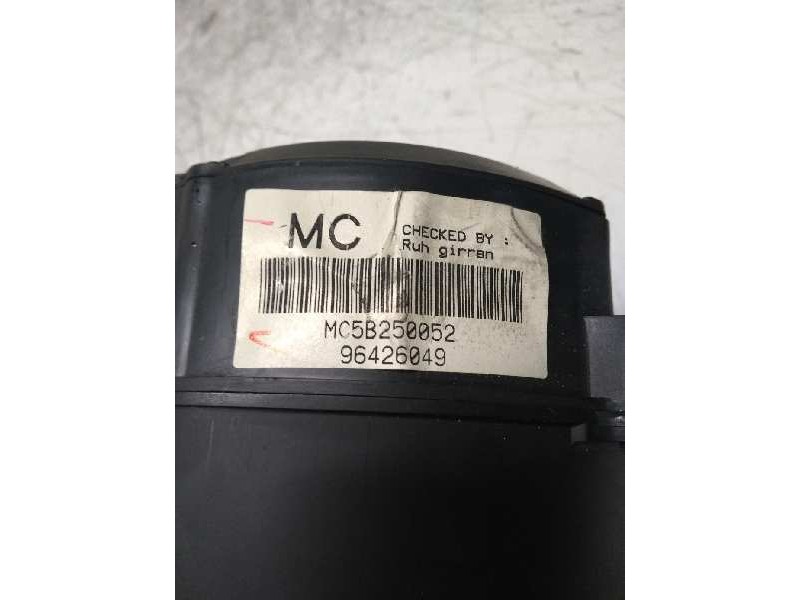 MC
CHECKED BY :
Ruh girran
MC5B250052
96426049